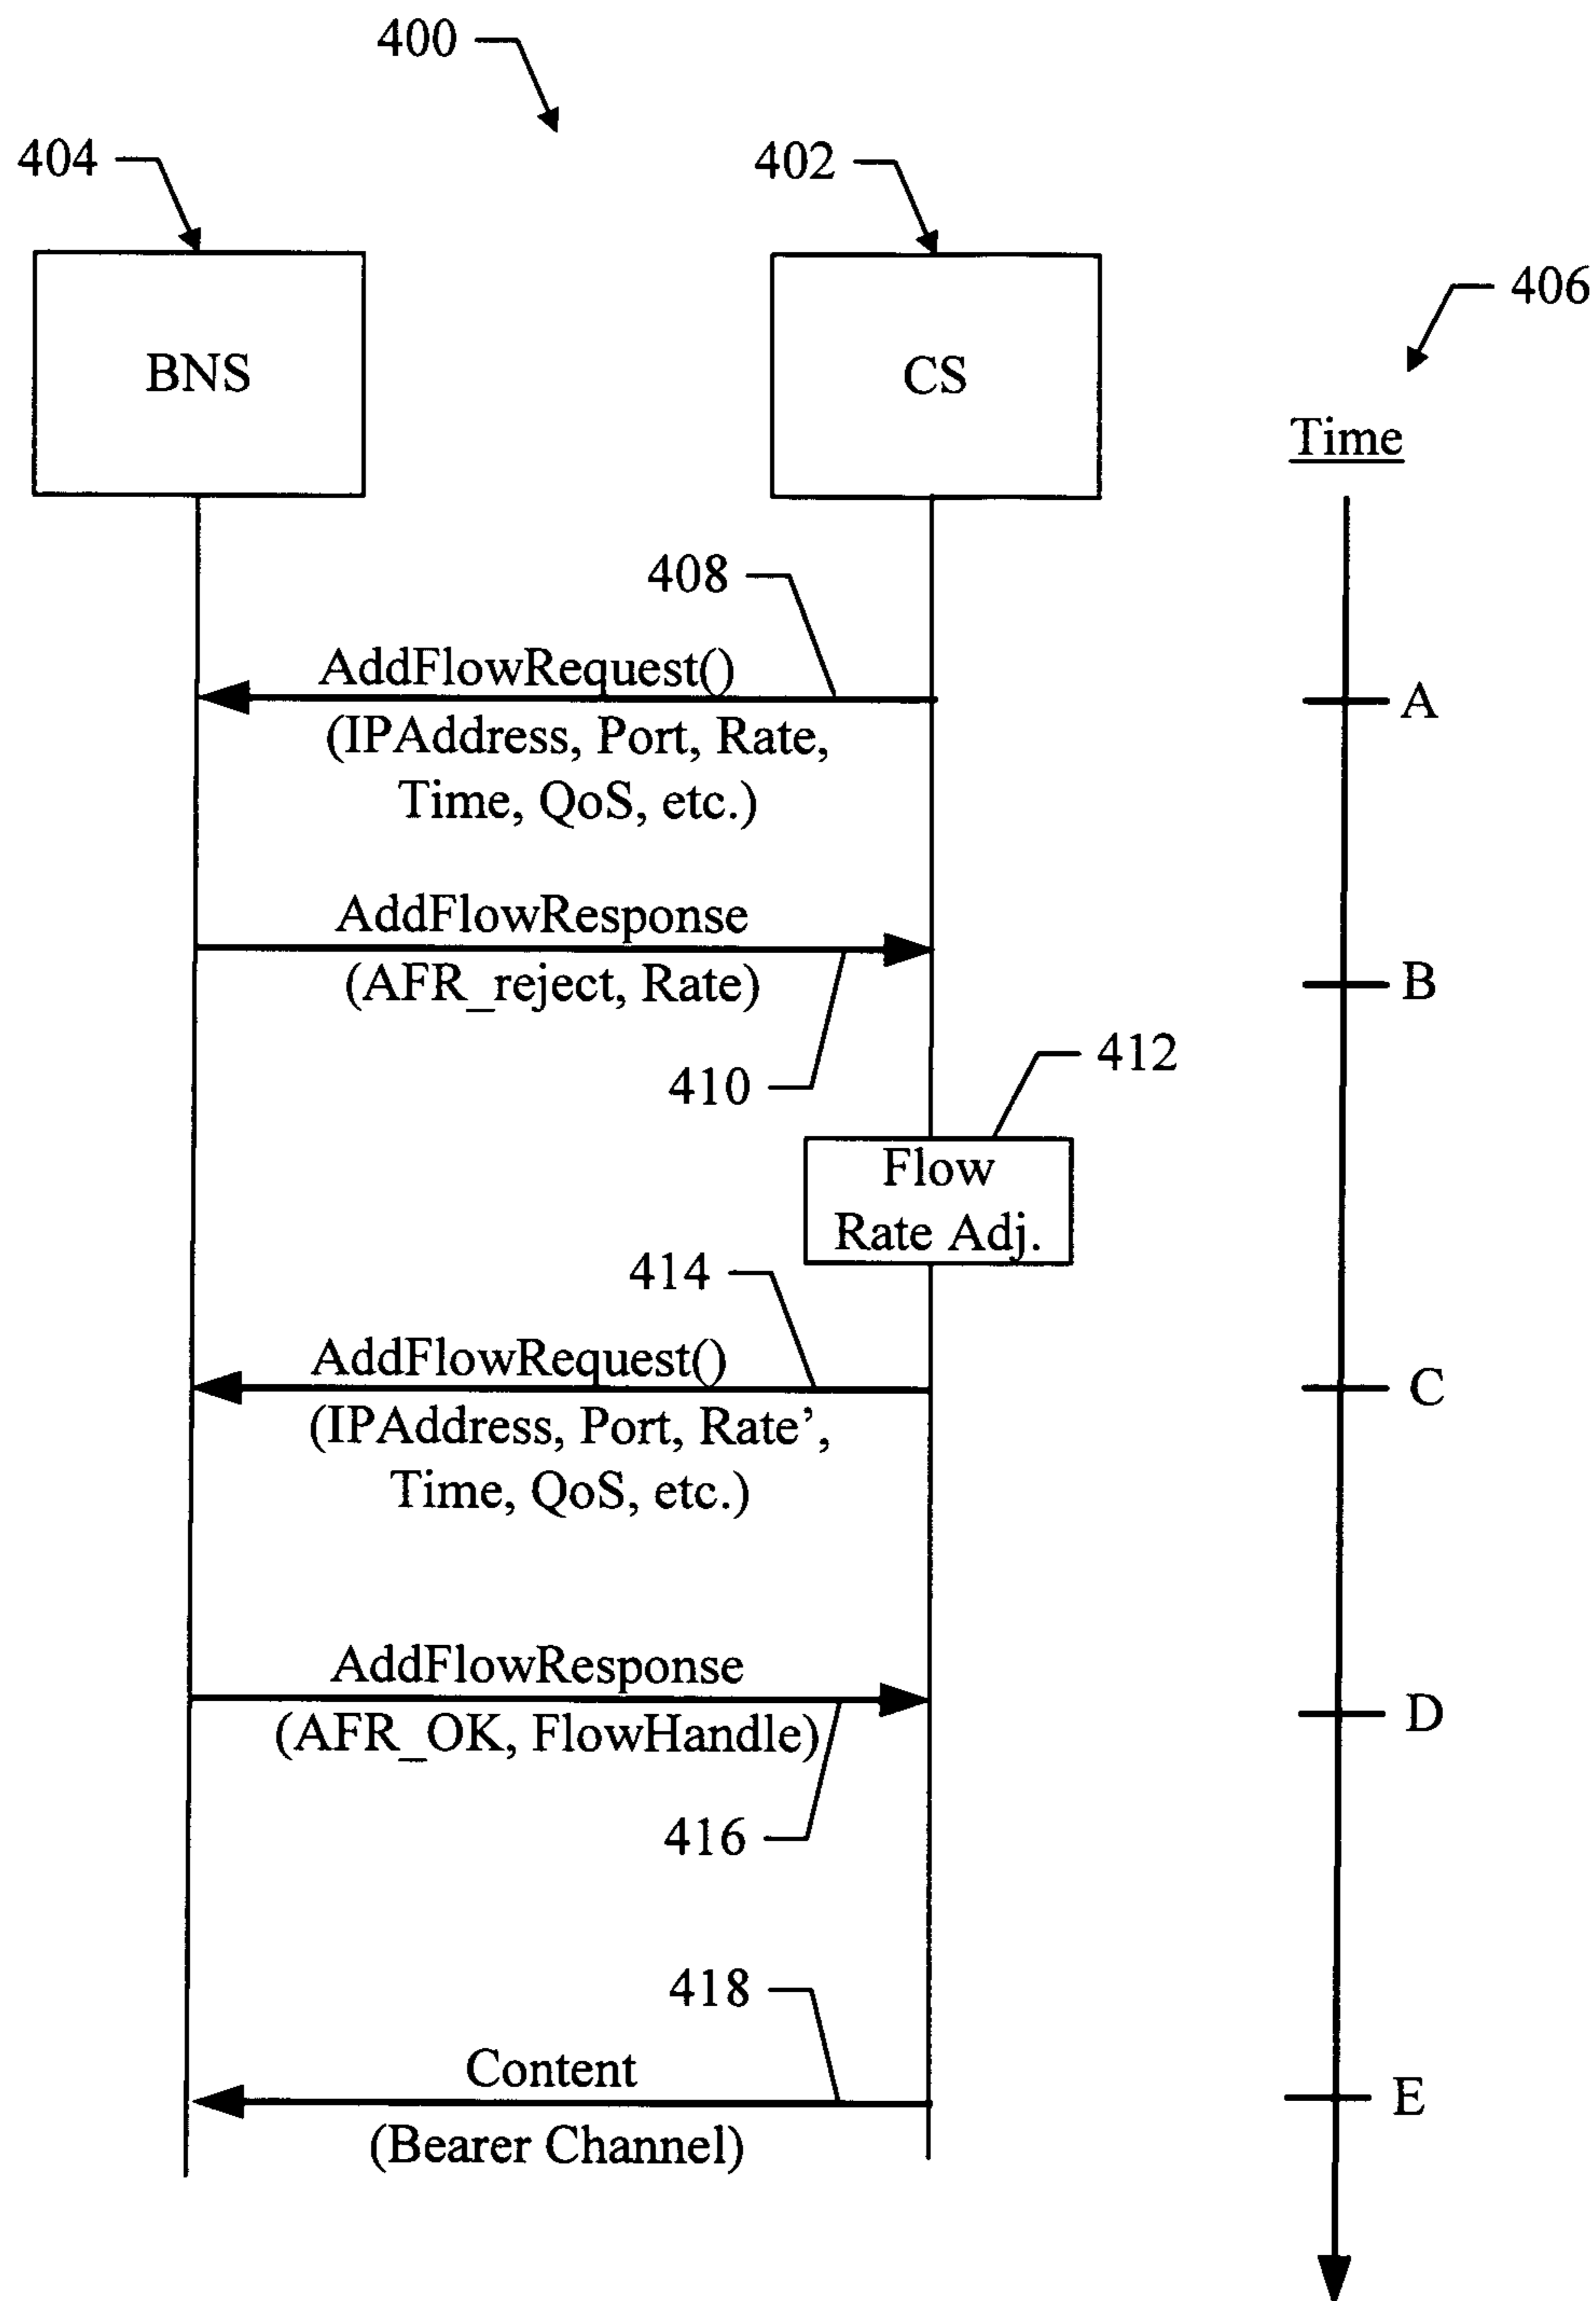 400
404
402
406
BNS
CS
Time
408
AddFlowRequest()
A
(IPAddress, Port, Rate,
Time, QoS, etc.)
AddFlowResponse
(AFR_reject, Rate)
B
410
412
Flow
Rate Adj.
414
AddFlowRequest()
C
(IPAddress, Port, Rate’,
Time, QoS, etc.)
AddFlowResponse
(AFR_OK, FlowHandle)
D
416
418
Content
E
(Bearer Channel)